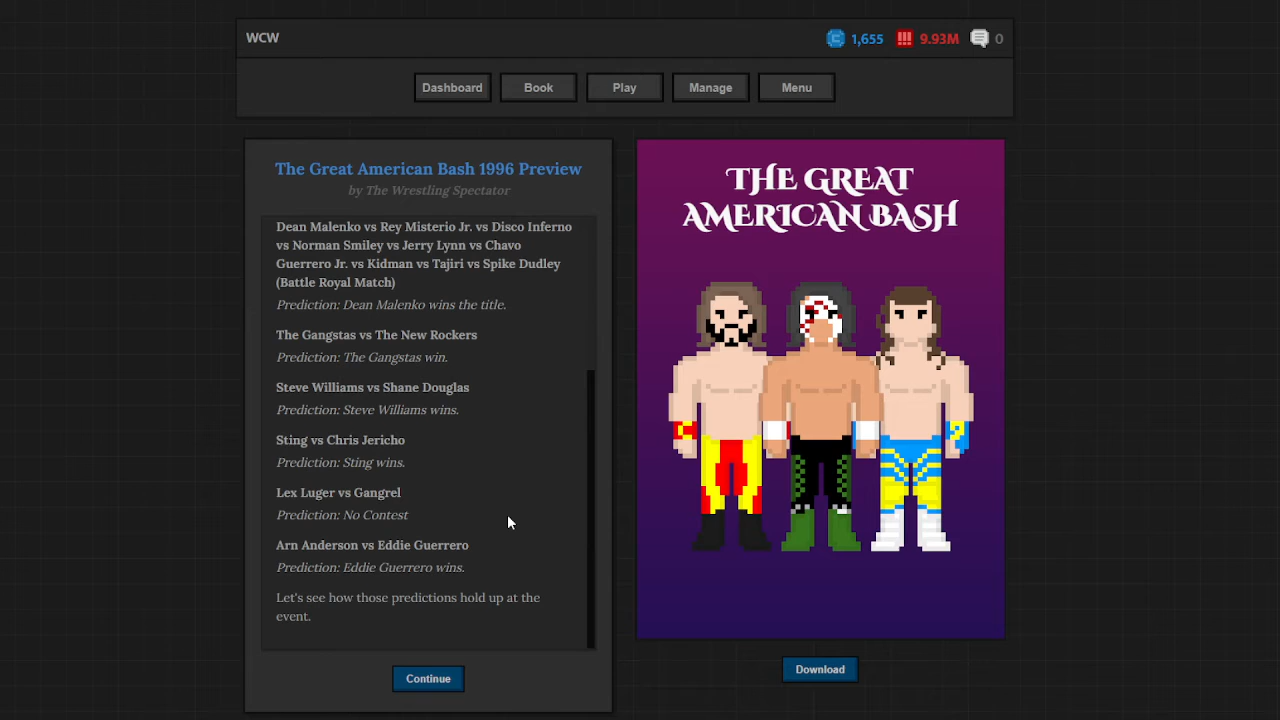 WCW
1,655
9.93M
0
Dashboard
Book
Play
Manage
Menu
The Great American Bash 1996 Preview
by The Wrestling Spectator
Dean Malenko vs Rey Misterio Jr. vs Disco Inferno
vs Norman Smiley vs Jerry Lynn vs Chavo
Guerrero Jr. vs Kidman vs Tajiri vs Spike Dudley
(Battle Royal Match)
Prediction: Dean Malenko wins the title.
The Gangstas vs The New Rockers
Prediction: The Gangstas win.
Steve Williams vs Shane Douglas
Prediction: Steve Williams wins.
Sting vs Chris Jericho
Prediction: Sting wins.
Lex Luger vs Gangrel
Prediction: No Contest
Arn Anderson vs Eddie Guerrero
Prediction: Eddie Guerrero wins.
Let's see how those predictions hold up at the
event.
Continue
THE GREAT
AMERICAN BASH
Download